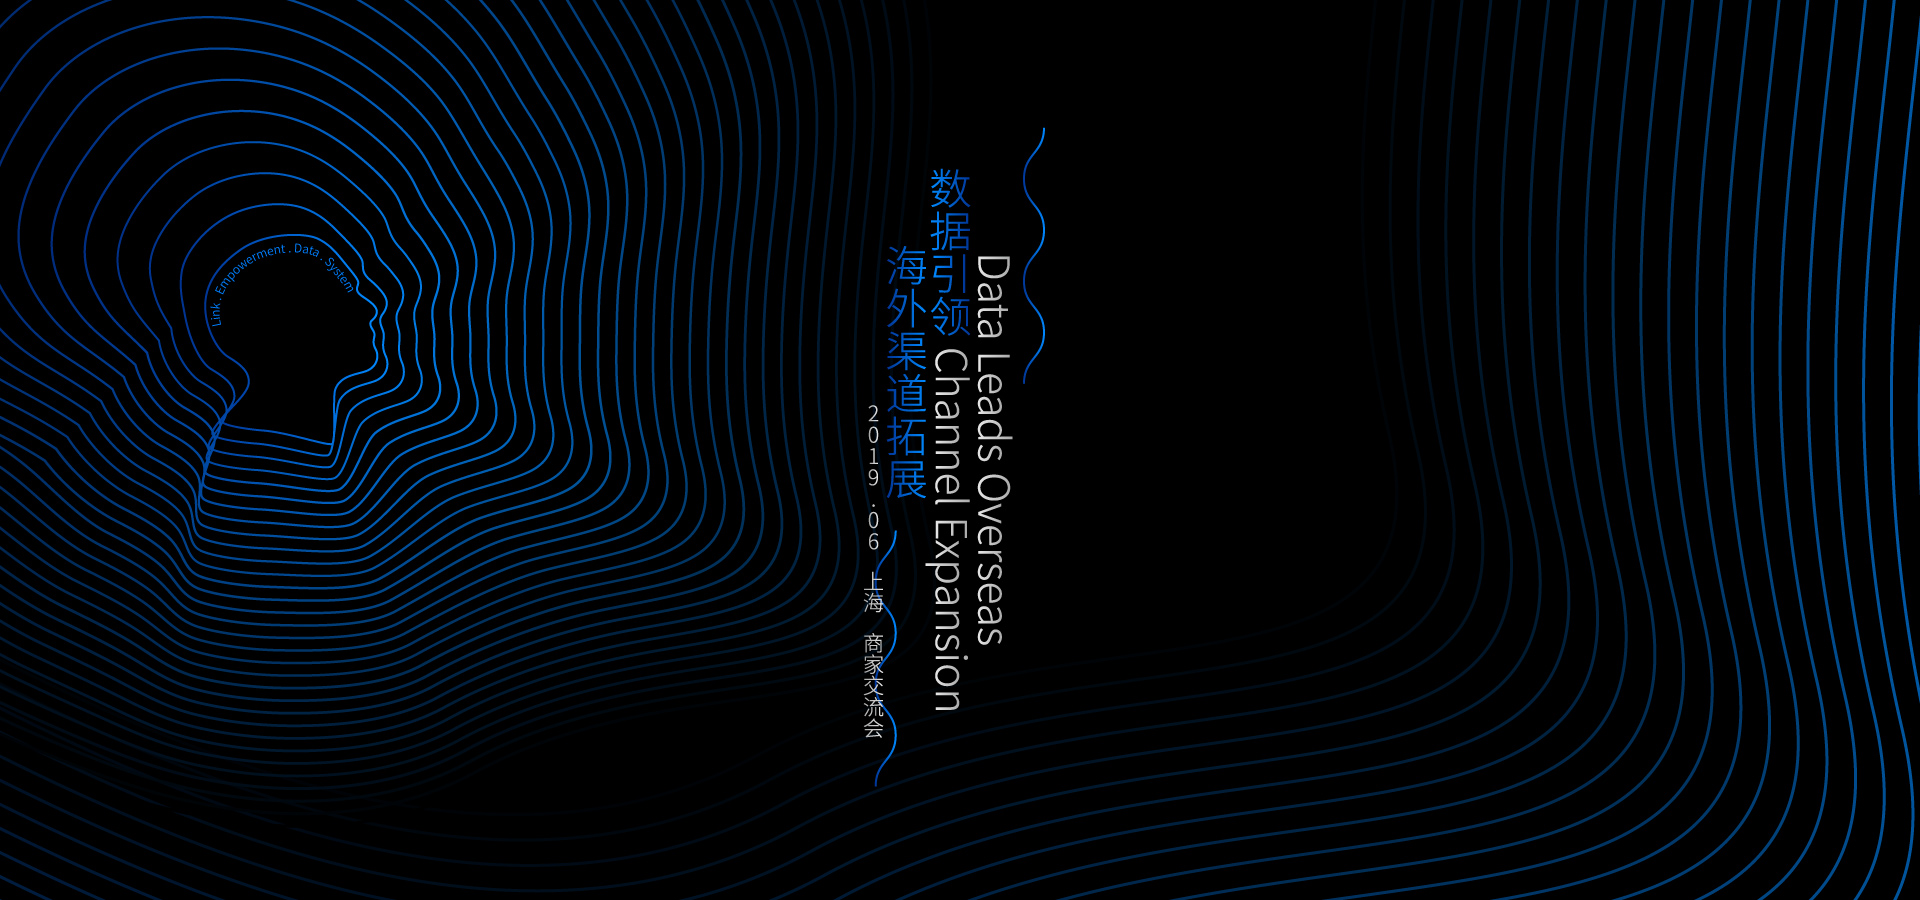 Link . Empowerment . Data . System
Data Leads Overseas
数据引领 Channel Expansion
海外渠道拓展
2019.06 上海 商家交流会